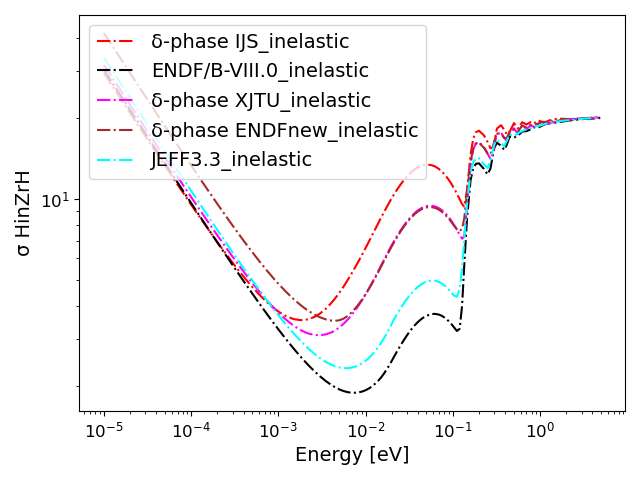 δ-phase IJS_inelastic
ENDF/B-VIII.0_inelastic
δ-phase XJTU_inelastic
δ-phase ENDFnew_inelastic
JEFF3.3_inelastic
σ HinZrH
10¹
10⁻⁵ 10⁻⁴ 10⁻³ 10⁻² 10⁻¹ 10⁰
Energy [eV]